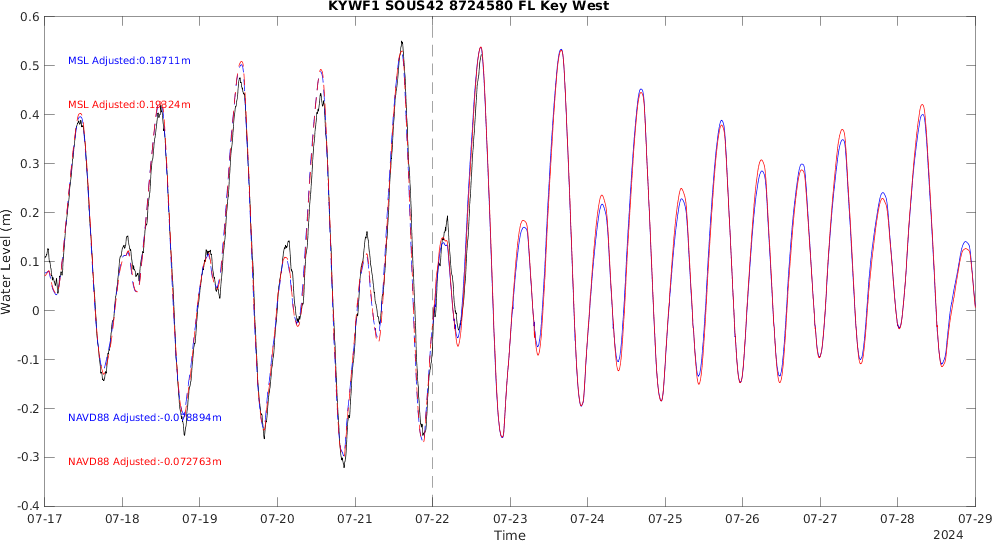 KYWF1 SOUS42 8724580 FL Key West
0.6
0.5
0.4
0.3
0.2
0.1
0
-0.1
-0.2
-0.3
-0.4
Water Level (m)
MSL Adjusted:0.18711m
MSL Adjusted:0.19324m
NAVD88 Adjusted:-0.078894m
NAVD88 Adjusted:-0.072763m
07-17 07-18 07-19 07-20 07-21 07-22 07-23 07-24 07-25 07-26 07-27 07-28 07-29
Time
2024